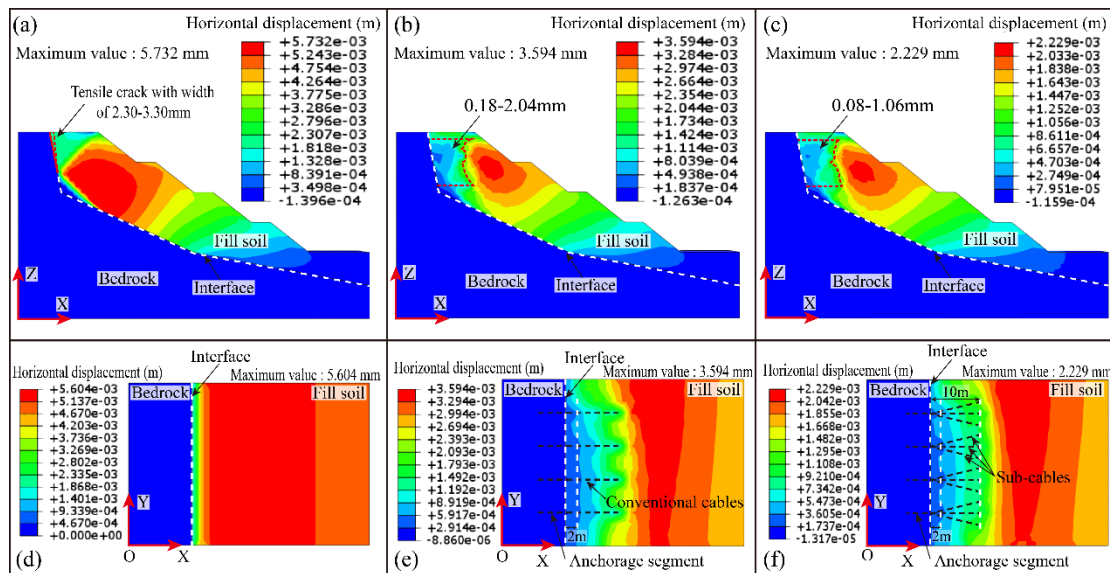 (a)
Horizontal displacement (m)
Maximum value : 5.732 mm
+5.732e-03
+5.243e-03
+4.754e-03
+4.264e-03
+3.775e-03
+3.286e-03
+2.796e-03
+2.307e-03
+1.818e-03
+1.328e-03
+8.391e-04
+3.498e-04
-1.396e-04
Tensile crack with width
of 2.30-3.30mm
Fill soil
Bedrock
Interface
Z
X
(b)
Horizontal displacement (m)
Maximum value : 3.594 mm
+3.594e-03
+3.284e-03
+2.974e-03
+2.664e-03
+2.354e-03
+2.044e-03
+1.734e-03
+1.424e-03
+1.114e-03
+8.039e-04
+4.938e-04
+1.837e-04
-1.263e-04
0.18-2.04mm
Fill soil
Bedrock
Interface
Z
X
(c)
Horizontal displacement (m)
Maximum value : 2.229 mm
+2.229e-03
+2.033e-03
+1.838e-03
+1.643e-03
+1.447e-03
+1.252e-03
+1.056e-03
+8.611e-04
+6.657e-04
+4.703e-04
+2.749e-04
+7.951e-05
-1.159e-04
0.08-1.06mm
Fill soil
Bedrock
Interface
Z
X
Interface
Horizontal displacement (m)
Bedrock
Maximum value : 5.604 mm
Fill soil
+5.604e-03
+5.137e-03
+4.670e-03
+4.203e-03
+3.736e-03
+3.269e-03
+2.802e-03
+2.335e-03
+1.868e-03
+1.401e-03
+9.339e-04
+4.670e-04
+0.000e+00
Y
O
X
(d)
Interface
Horizontal displacement (m)
Bedrock
Maximum value : 3.594 mm
Fill soil
+3.594e-03
+3.294e-03
+2.994e-03
+2.694e-03
+2.393e-03
+2.093e-03
+1.793e-03
+1.492e-03
+1.192e-03
+8.919e-04
+5.917e-04
+2.914e-04
-8.860e-06
Conventional cables
Y
2m
O
X
Anchorage segment
(e)
Interface
Horizontal displacement (m)
Bedrock
Maximum value : 2.229 mm
10m
Fill soil
+2.229e-03
+2.042e-03
+1.855e-03
+1.668e-03
+1.482e-03
+1.295e-03
+1.108e-03
+9.210e-04
+7.342e-04
+5.473e-04
+3.605e-04
+1.737e-04
-1.317e-05
Sub-cables
Y
2m
O
X
Anchorage segment
(f)